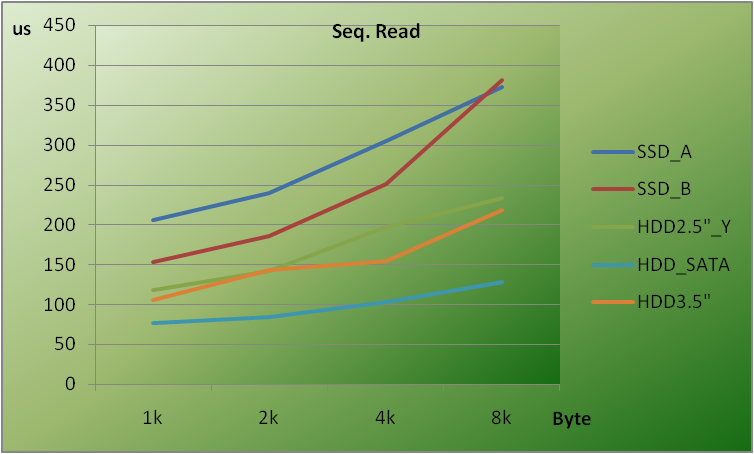 us
Seq. Read
450
400
350
300
250
200
150
100
50
0
1k 2k 4k 8k Byte
SSD_A
SSD_B
HDD2.5"_Y
HDD_SATA
HDD3.5"